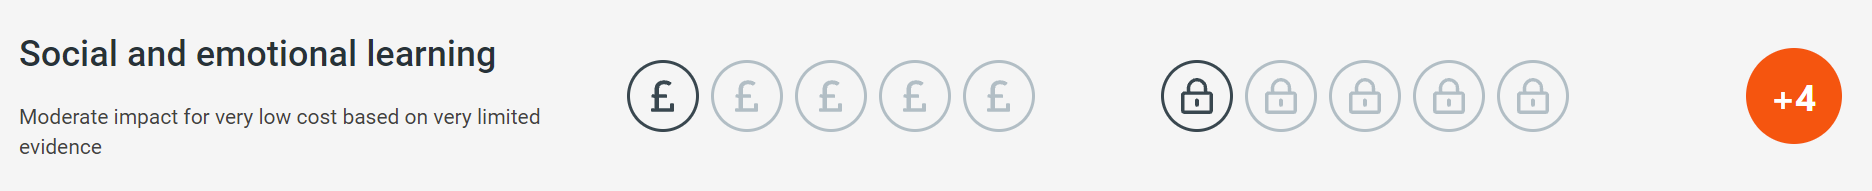 Social and emotional learning
Moderate impact for very low cost based on very limited
evidence
£ £ £ £ £
+4